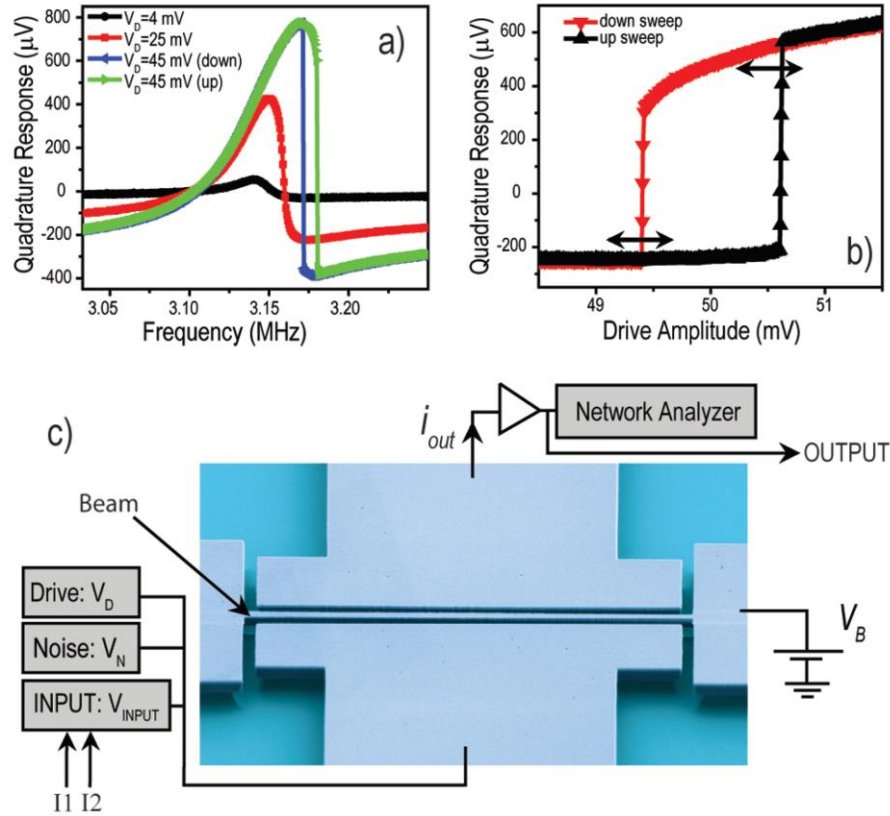 a)
V_D=4 mV
V_D=25 mV
V_D=45 mV (down)
V_D=45 mV (up)
Quadrature Response (μV)
800
600
400
200
0
-200
-400
3.05
3.10
3.15
3.20
Frequency (MHz)
b)
down sweep
up sweep
Quadrature Response (μV)
600
400
200
0
-200
49
50
51
Drive Amplitude (mV)
c)
i_out
Network Analyzer
OUTPUT
Beam
Drive: V_D
Noise: V_N
INPUT: V_INPUT
I1 I2
V_B